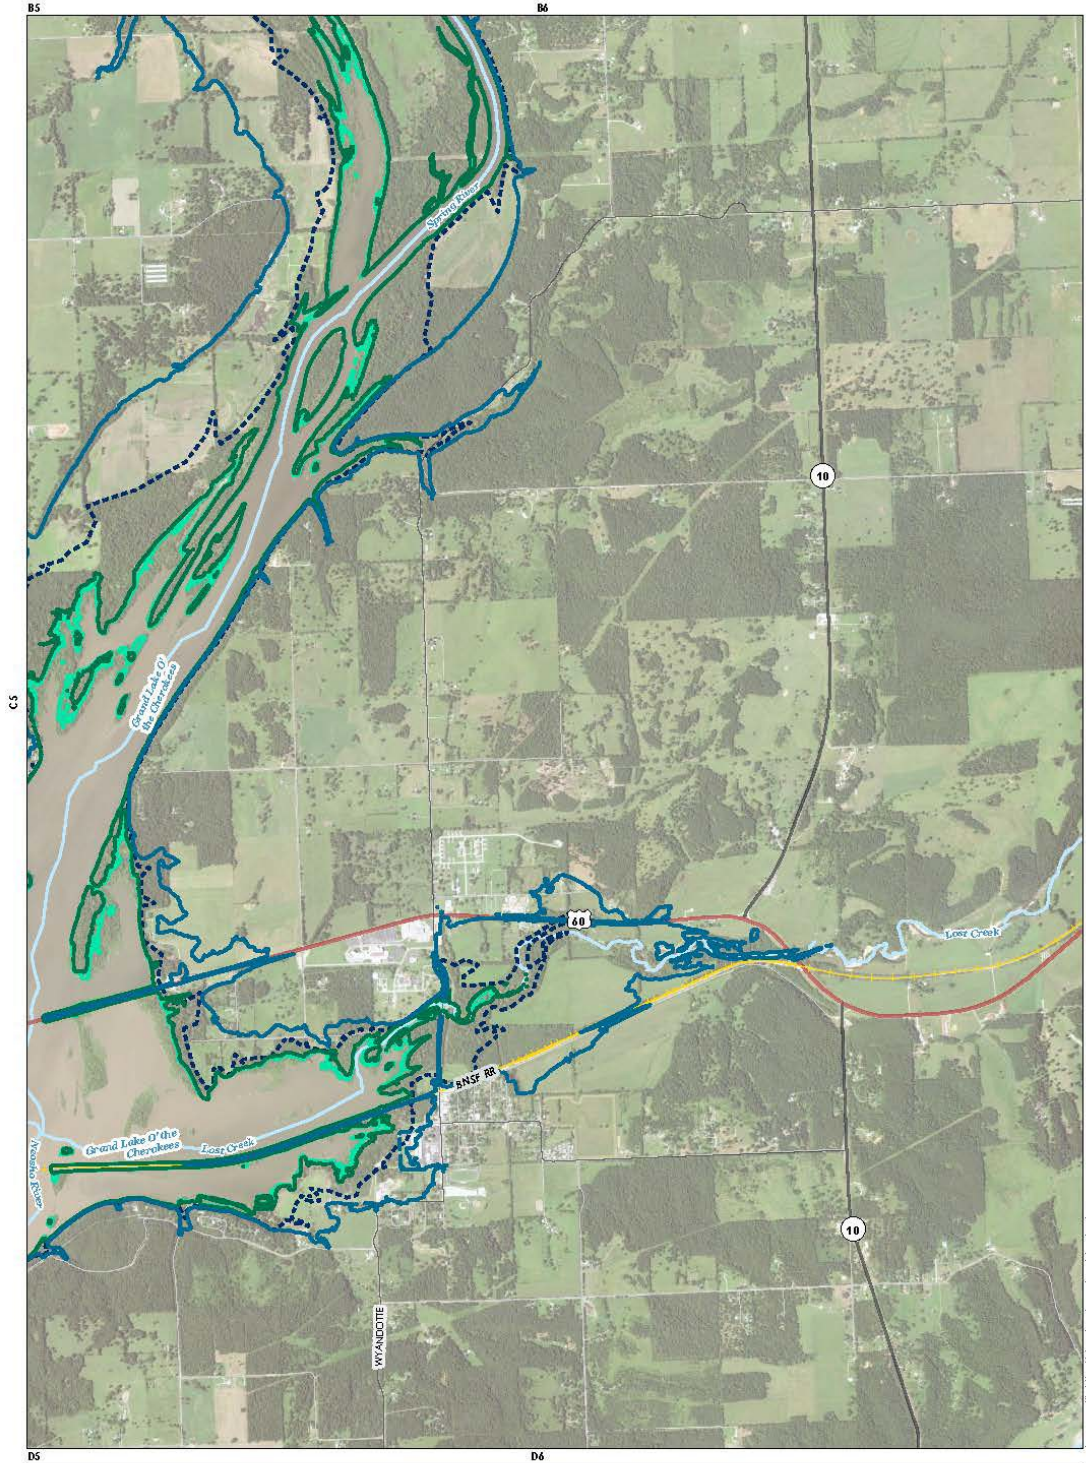 B5
B6
Spring River
10
Grand Lake O'
the Cherokees
C5
60
Lost Creek
BNSF RR
Grand Lake O' the
Cherokees
Lost Creek
Neosho River
10
WYANDOTTE
D5
D6